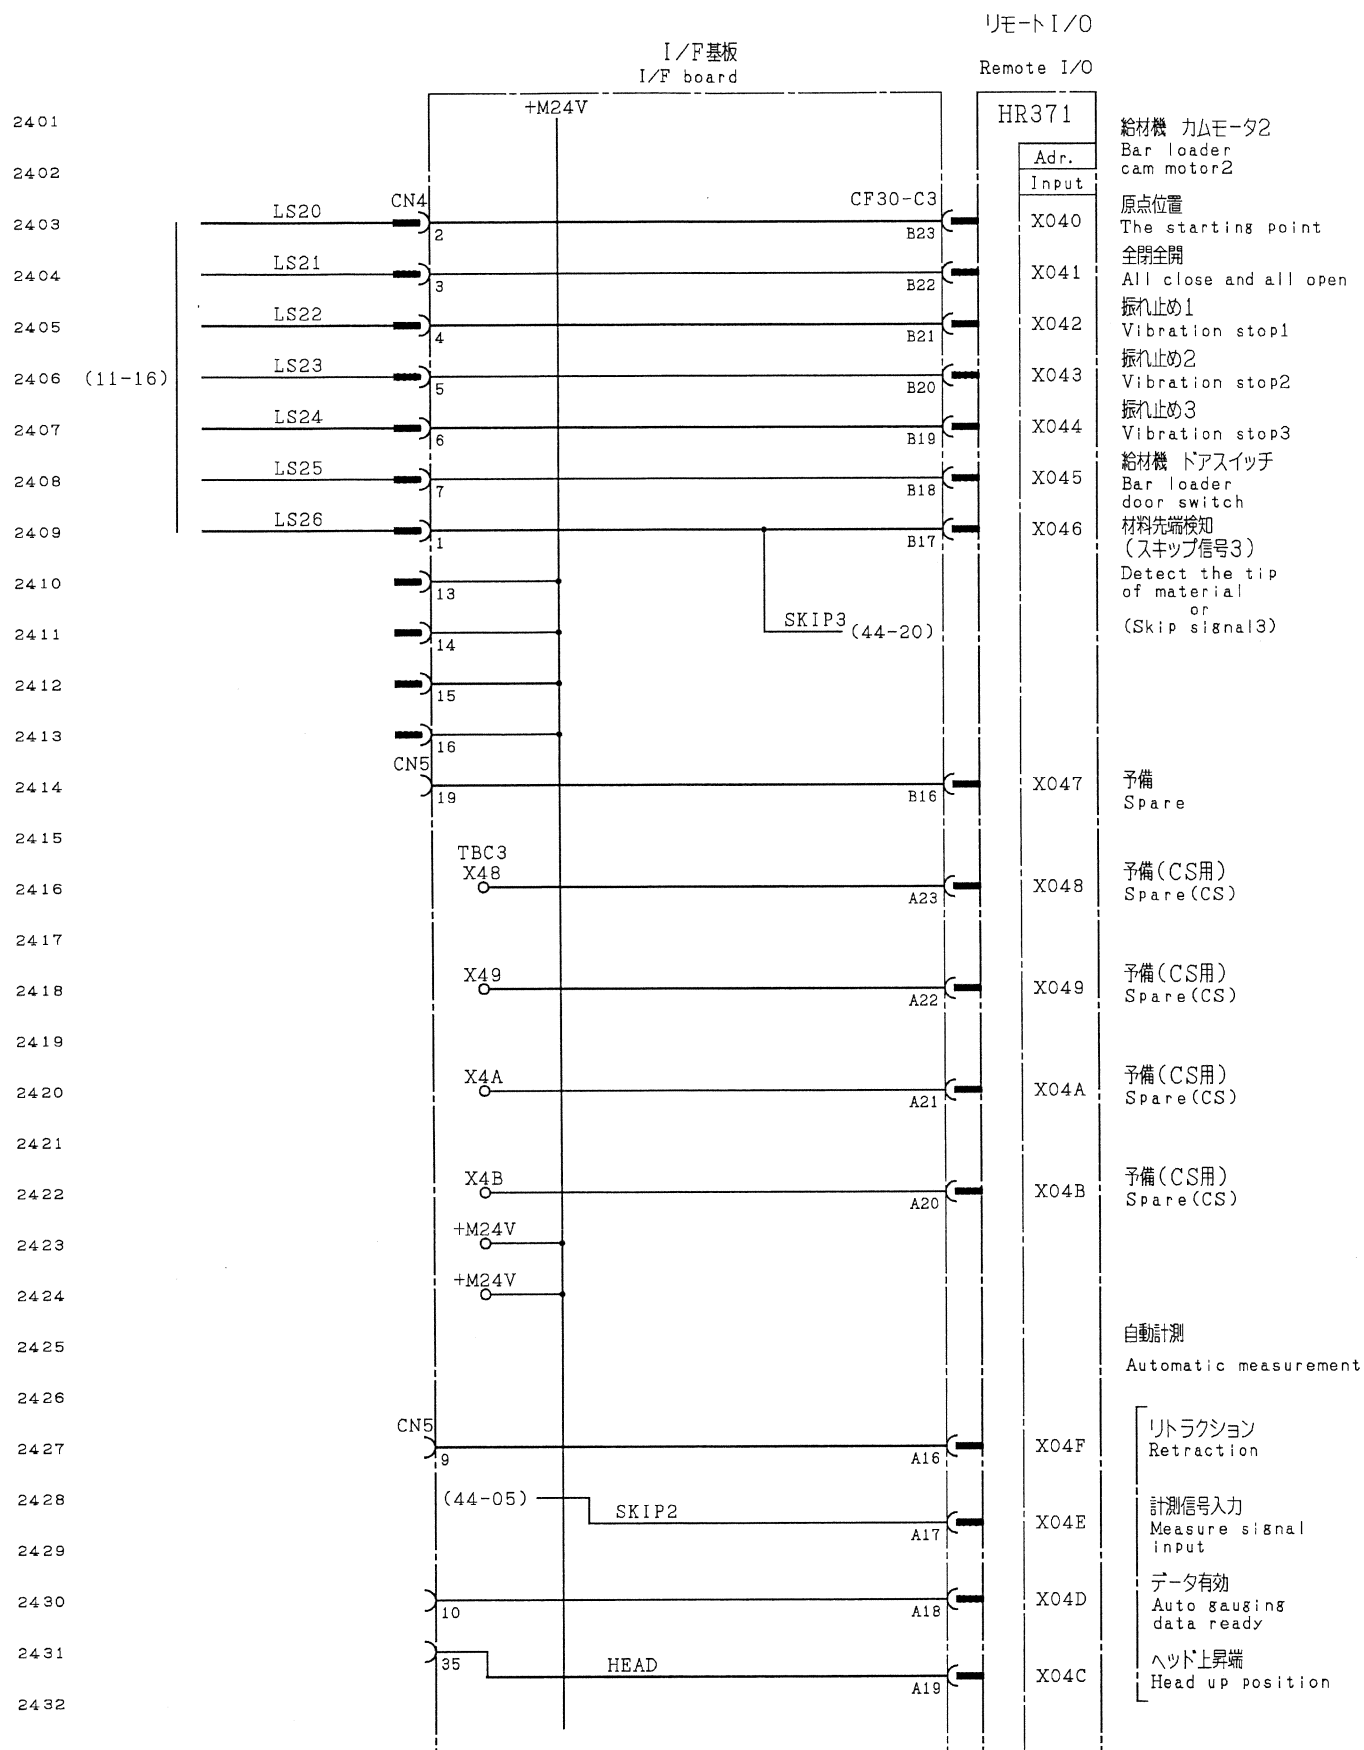 リモートI/O
I/F基板
I/F board
Remote I/O
+M24V
HR371
2401
給材機 カムモータ2
Bar loader
cam motor2
Adr.
2402
Input
CN4
CF30-C3
2403
LS20
2
B23
X040
原点位置
The starting point
2404
LS21
3
B22
X041
全閉全開
All close and all open
2405
LS22
4
B21
X042
振れ止め1
Vibration stop1
2406
(11-16)
LS23
5
B20
X043
振れ止め2
Vibration stop2
2407
LS24
6
B19
X044
振れ止め3
Vibration stop3
2408
LS25
7
B18
X045
給材機 ドアスイッチ
Bar loader
door switch
2409
LS26
1
B17
X046
材料先端検知
(スキップ信号3)
Detect the tip
of material
or
(Skip signal3)
2410
13
2411
14
SKIP3
(44-20)
2412
15
2413
16
CN5
2414
19
B16
X047
予備
Spare
2415
TBC3
2416
X48
A23
X048
予備(CS用)
Spare(CS)
2417
2418
X49
A22
X049
予備(CS用)
Spare(CS)
2419
2420
X4A
A21
X04A
予備(CS用)
Spare(CS)
2421
2422
X4B
A20
X04B
予備(CS用)
Spare(CS)
2423
+M24V
2424
+M24V
2425
自動計測
Automatic measurement
2426
CN5
2427
9
A16
X04F
リトラクション
Retraction
2428
(44-05)
SKIP2
A17
X04E
計測信号入力
Measure signal
input
2429
2430
10
A18
X04D
データ有効
Auto gauging
data ready
2431
35
HEAD
A19
X04C
ヘッド上昇端
Head up position
2432